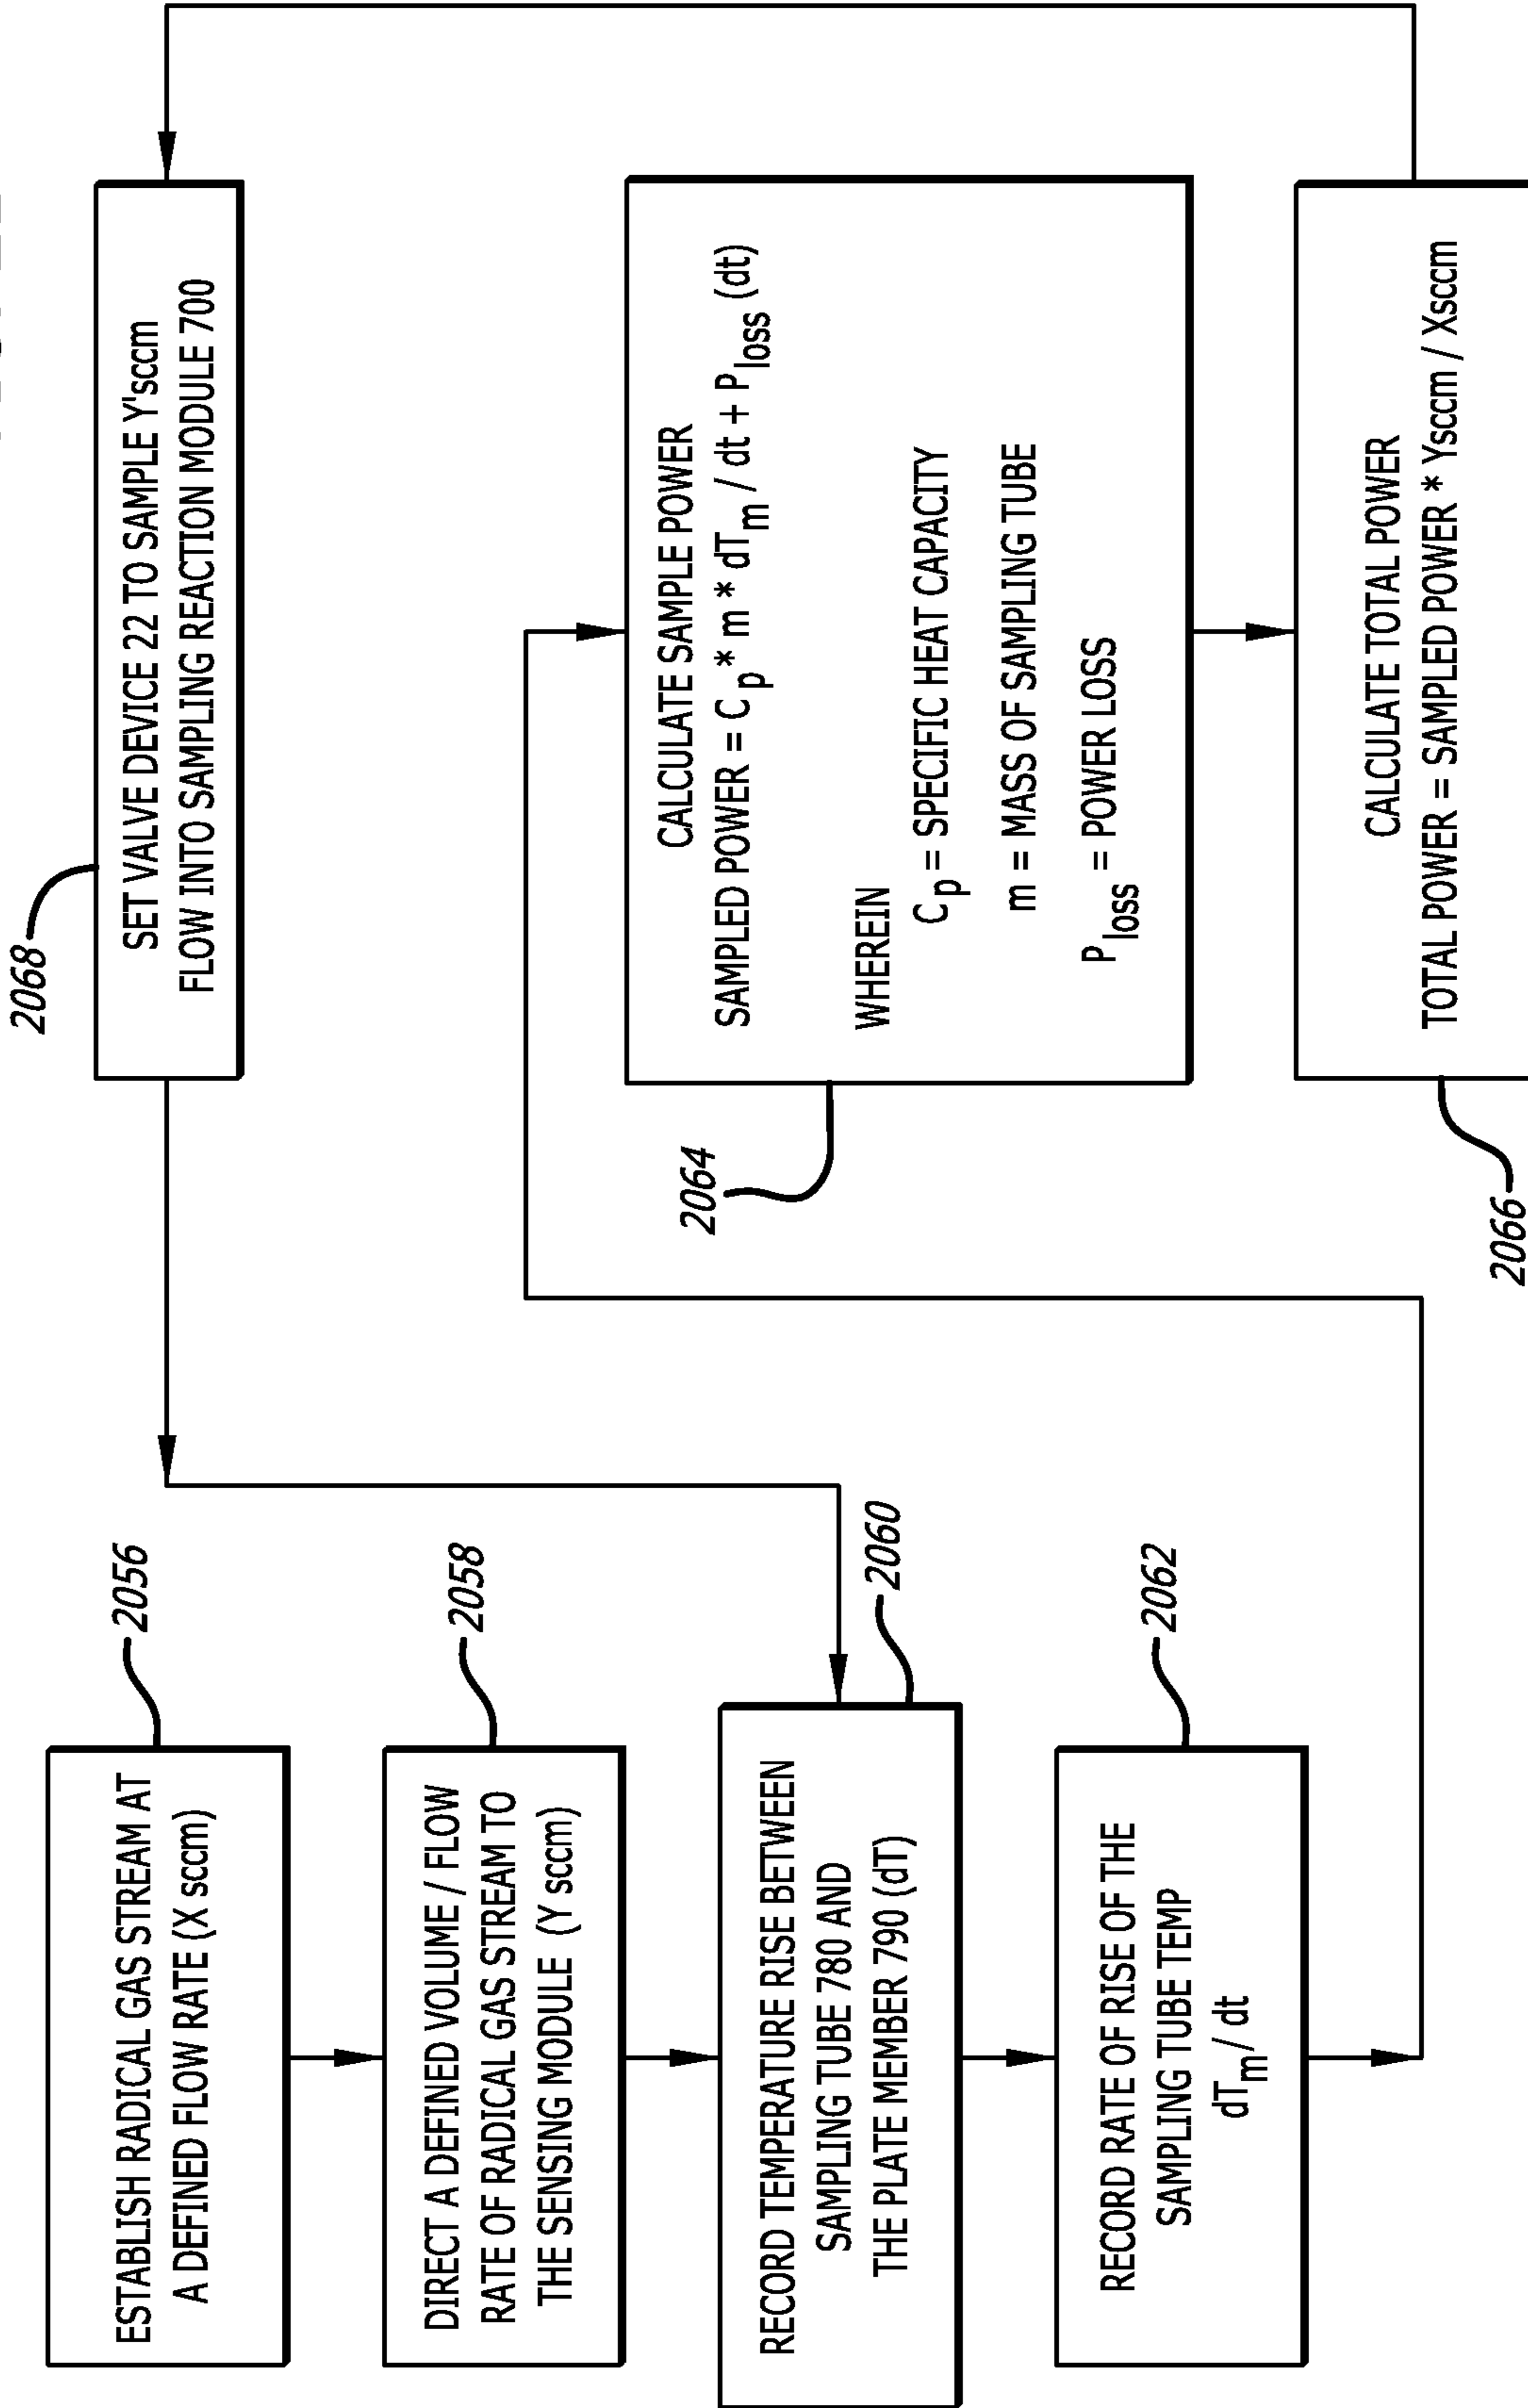 ESTABLISH RADICAL GAS STREAM AT
A DEFINED FLOW RATE (X sccm)
2056
DIRECT A DEFINED VOLUME / FLOW
RATE OF RADICAL GAS STREAM TO
THE SENSING MODULE (Y sccm)
2058
RECORD TEMPERATURE RISE BETWEEN
SAMPLING TUBE 780 AND
THE PLATE MEMBER 790 (dT)
2060
RECORD RATE OF RISE OF THE
SAMPLING TUBE TEMP
dTm / dt
2062
2068
SET VALVE DEVICE 22 TO SAMPLE Y'sccm
FLOW INTO SAMPLING REACTION MODULE 700
2064
CALCULATE SAMPLE POWER
SAMPLED POWER = Cp * m * dTm / dt + Ploss (dt)
WHEREIN
Cp = SPECIFIC HEAT CAPACITY
m = MASS OF SAMPLING TUBE
Ploss = POWER LOSS
2066
CALCULATE TOTAL POWER
TOTAL POWER = SAMPLED POWER * Ysccm / Xsccm